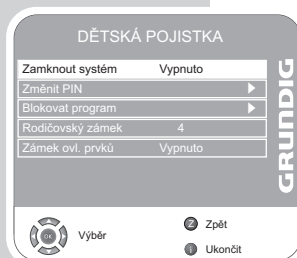 DĚTSKÁ POJISTKA
Zamknout systém Vypnuto
Změnit PIN
Blokovat program
Rodičovský zámek 4
Zámek ovl. prvků Vypnuto
GRUNDIG
OK Výběr
Z Zpět
i Ukončit